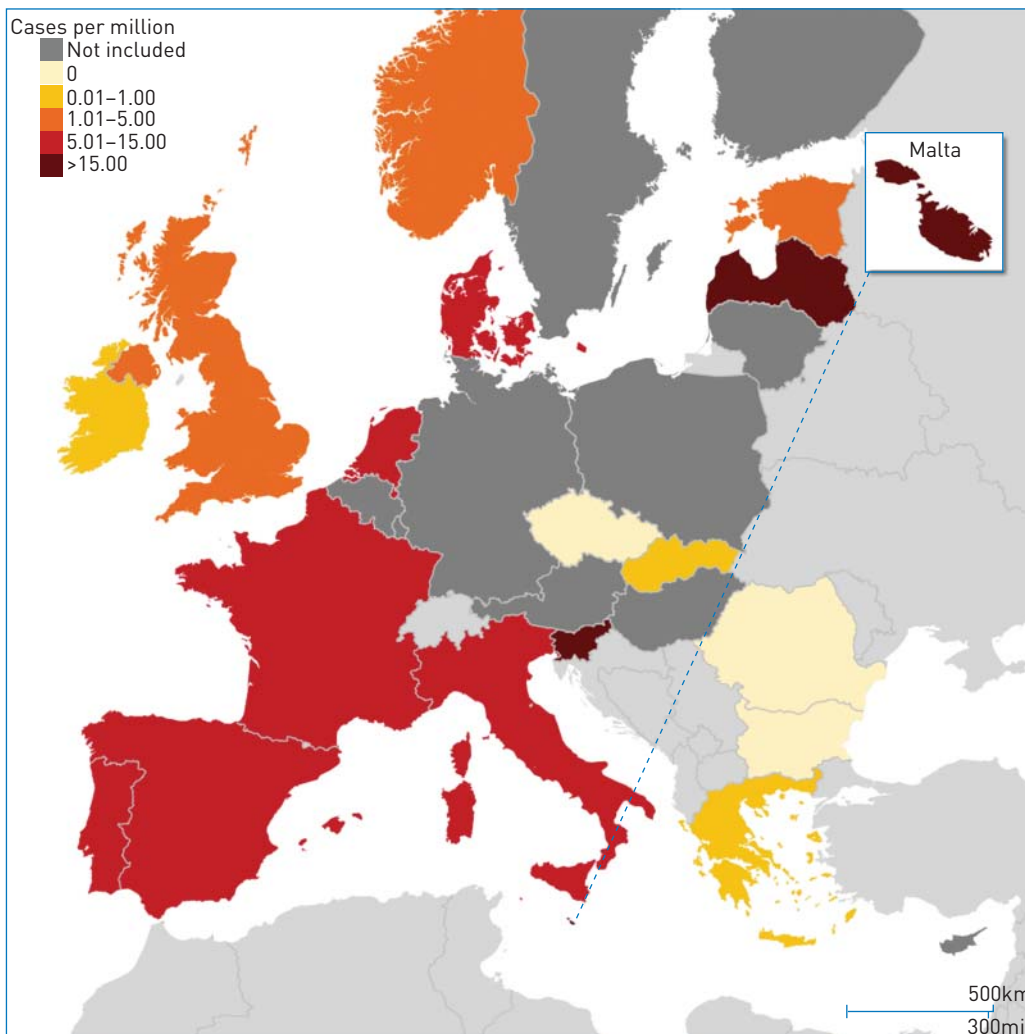 Cases per million
Not included
0
0.01–1.00
1.01–5.00
5.01–15.00
>15.00
Malta
500km
300mi